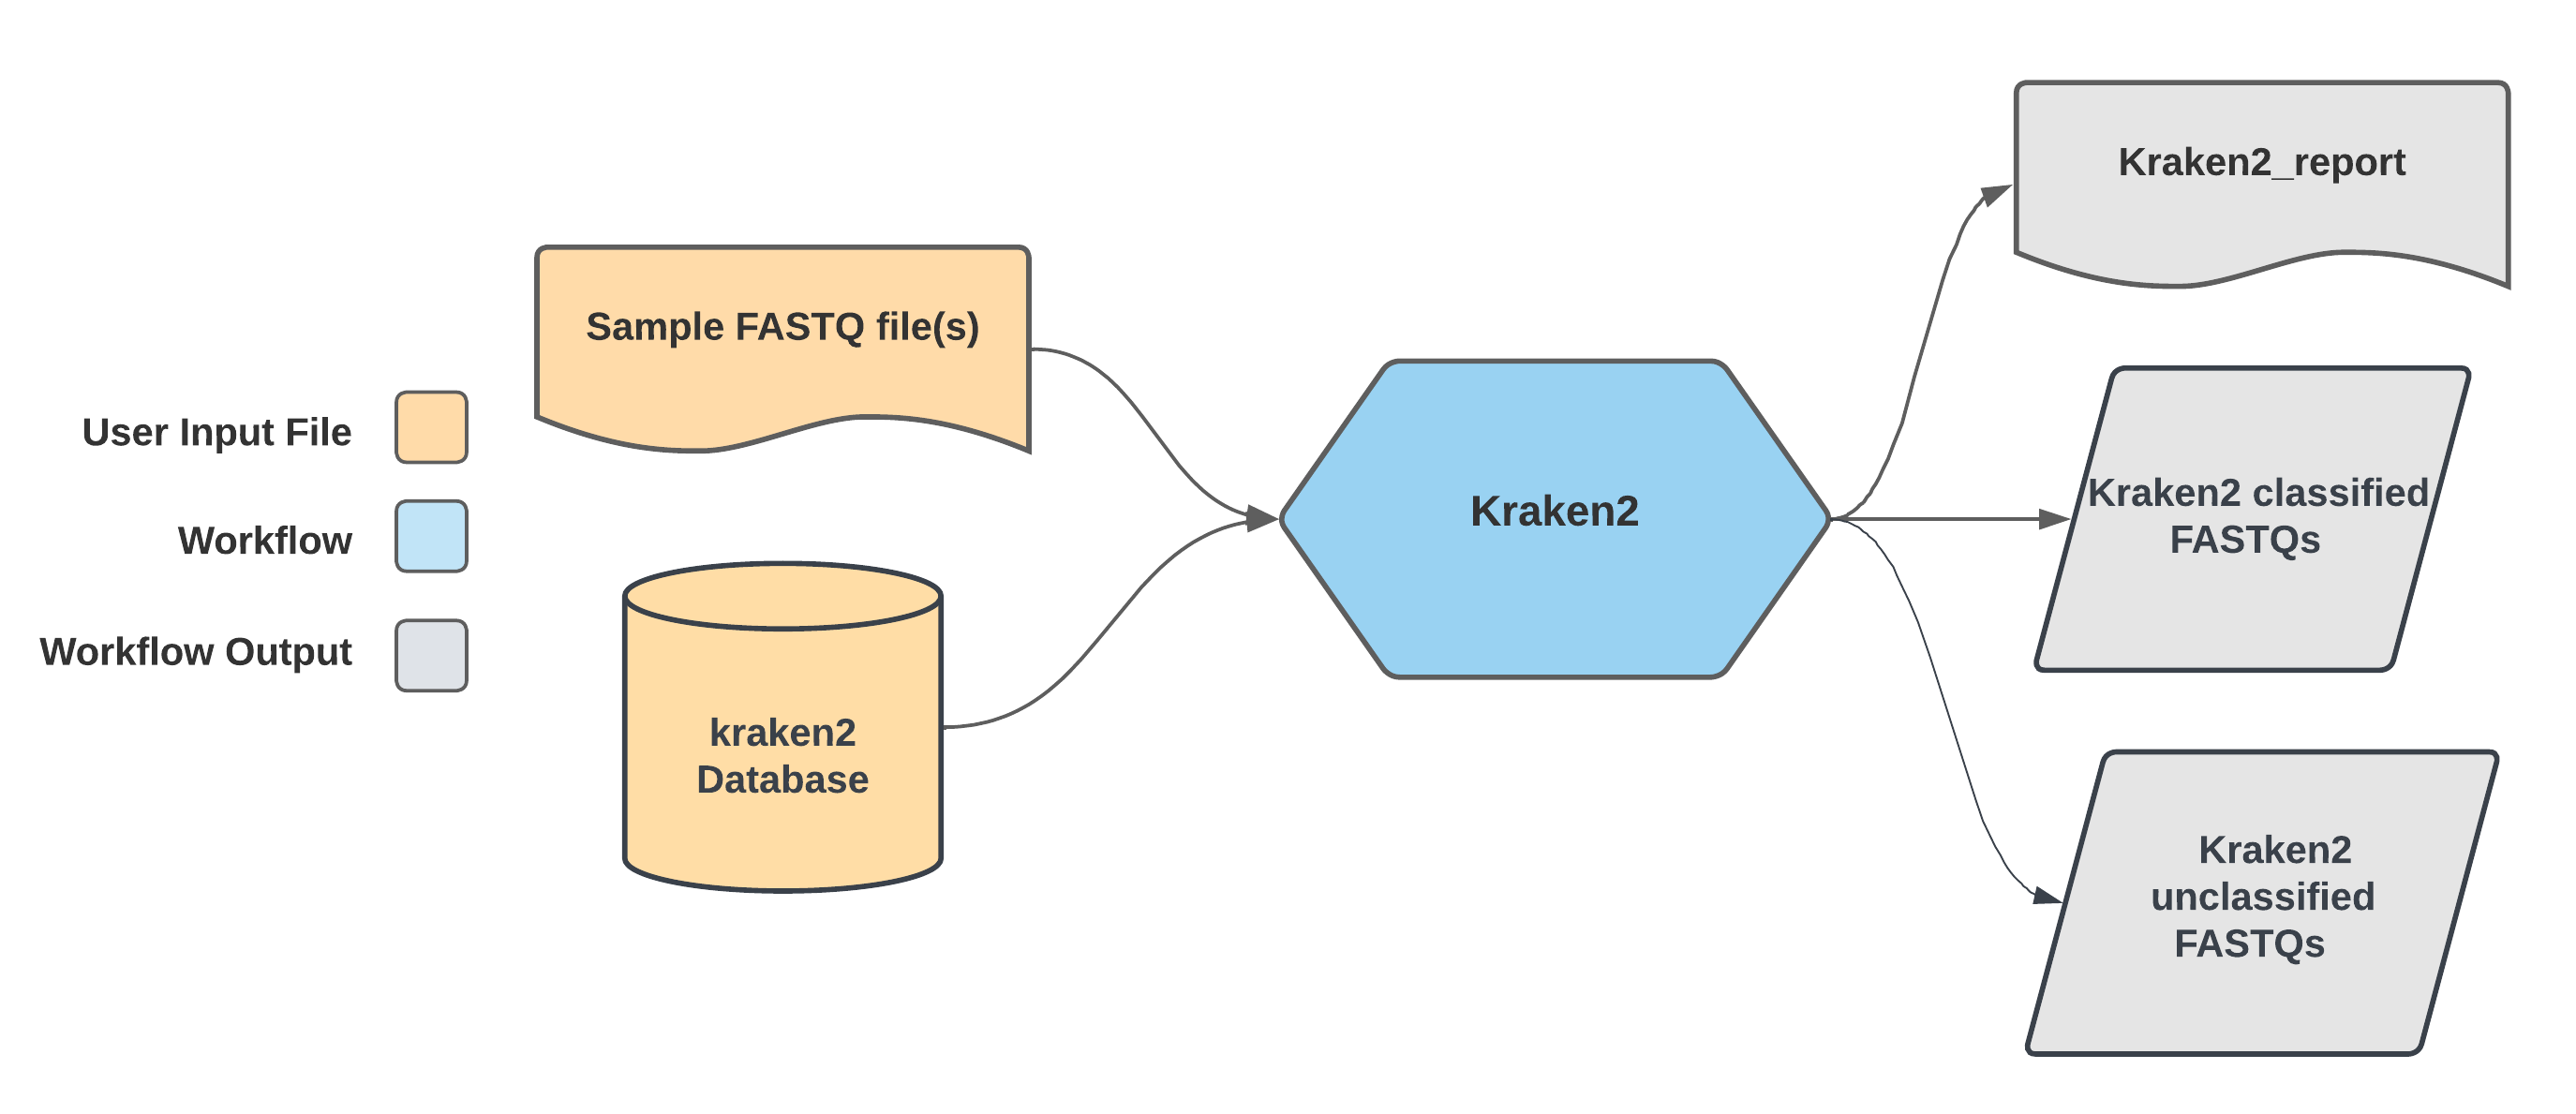 User Input File
Workflow
Workflow Output
Sample FASTQ file(s)
kraken2
Database
Kraken2
Kraken2_report
Kraken2 classified
FASTQs
Kraken2
unclassified
FASTQs